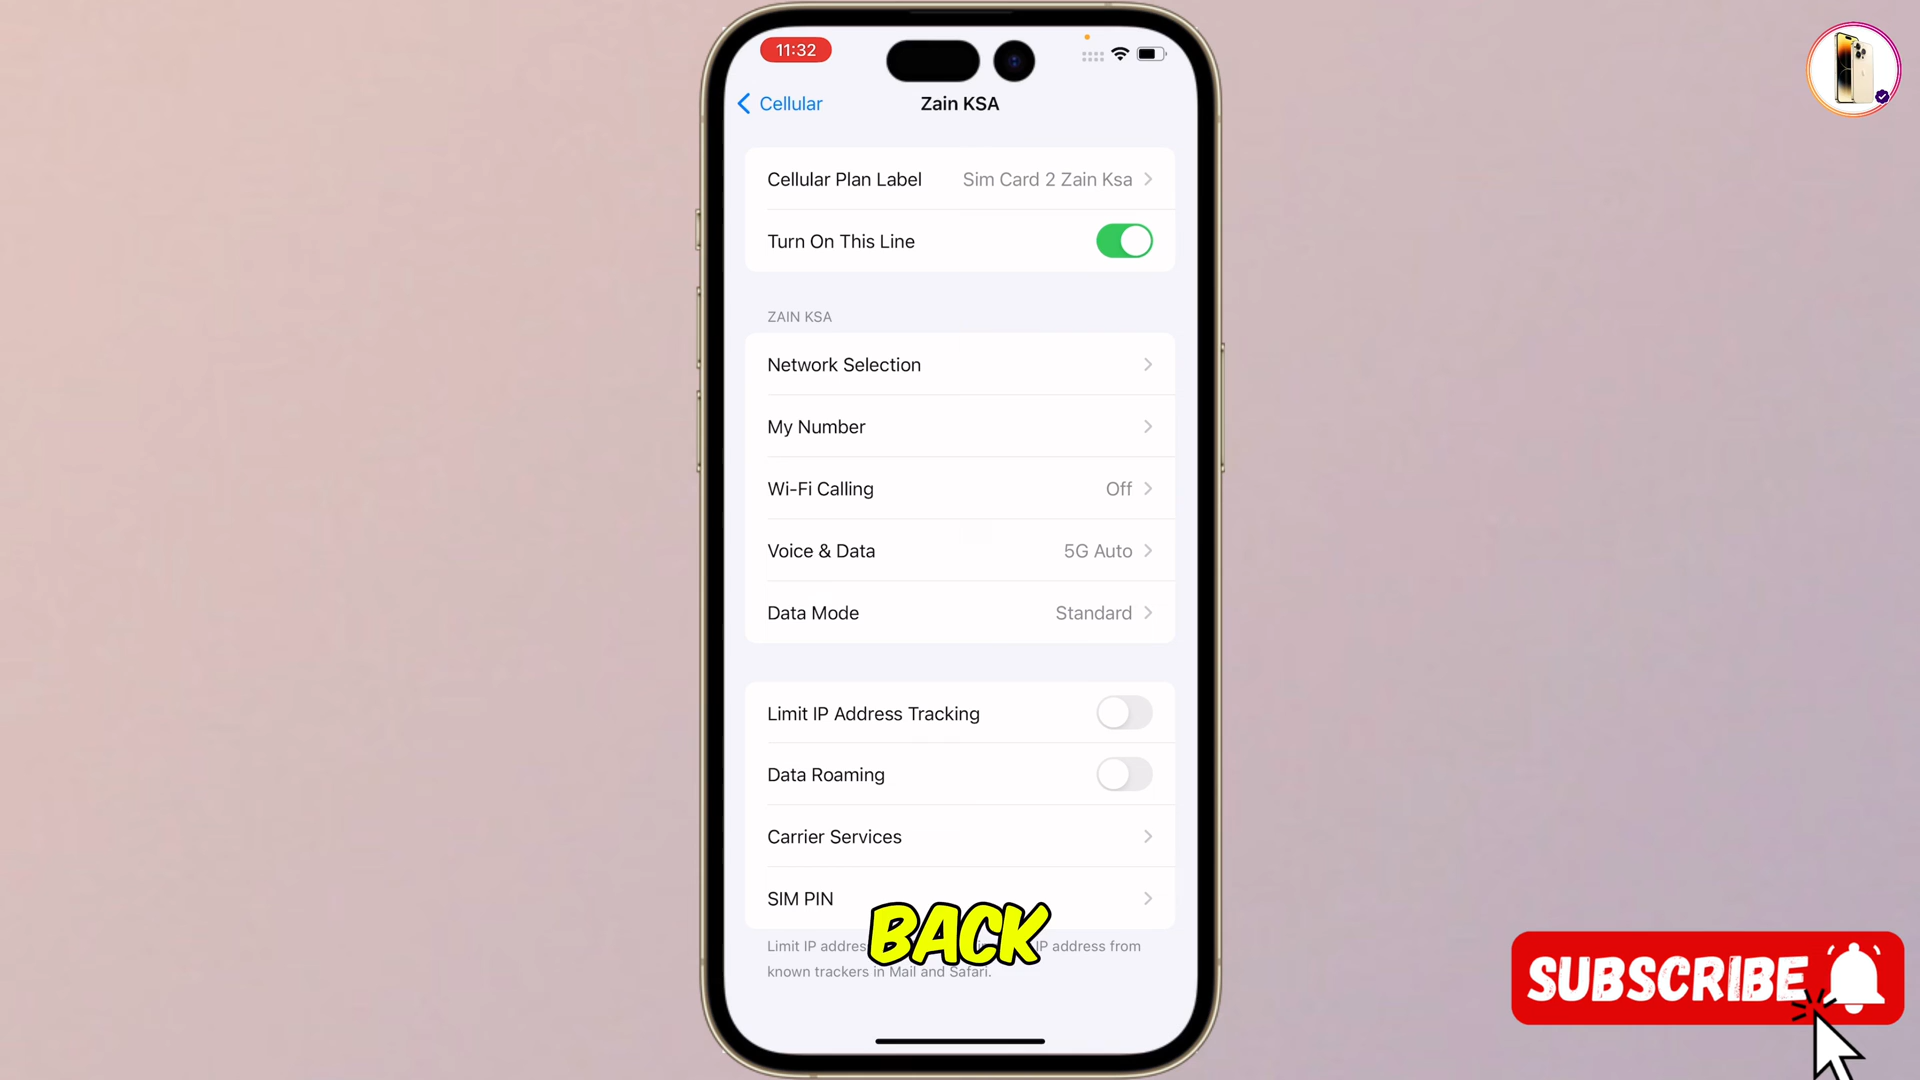 11:32
Cellular
Zain KSA
Cellular Plan Label Sim Card 2 Zain Ksa
Turn On This Line
ZAIN KSA
Network Selection
My Number
Wi-Fi Calling Off
Voice & Data 5G Auto
Data Mode Standard
Limit IP Address Tracking
Data Roaming
Carrier Services
SIM PIN
BACK
Limit IP addres IP address from
known trackers in Mail and Safari.
SUBSCRIBE